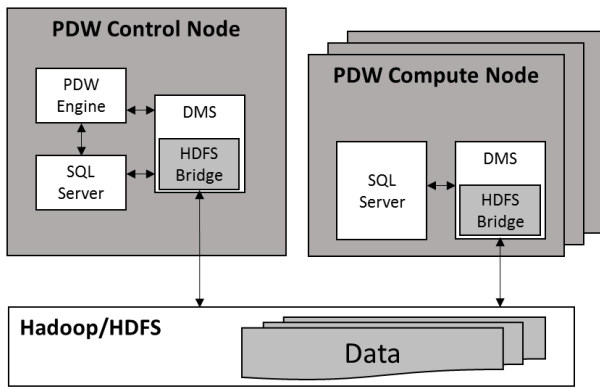 PDW Control Node
PDW
Engine
DMS
HDFS
Bridge
SQL
Server
PDW Compute Node
SQL
Server
DMS
HDFS
Bridge
Hadoop/HDFS
Data